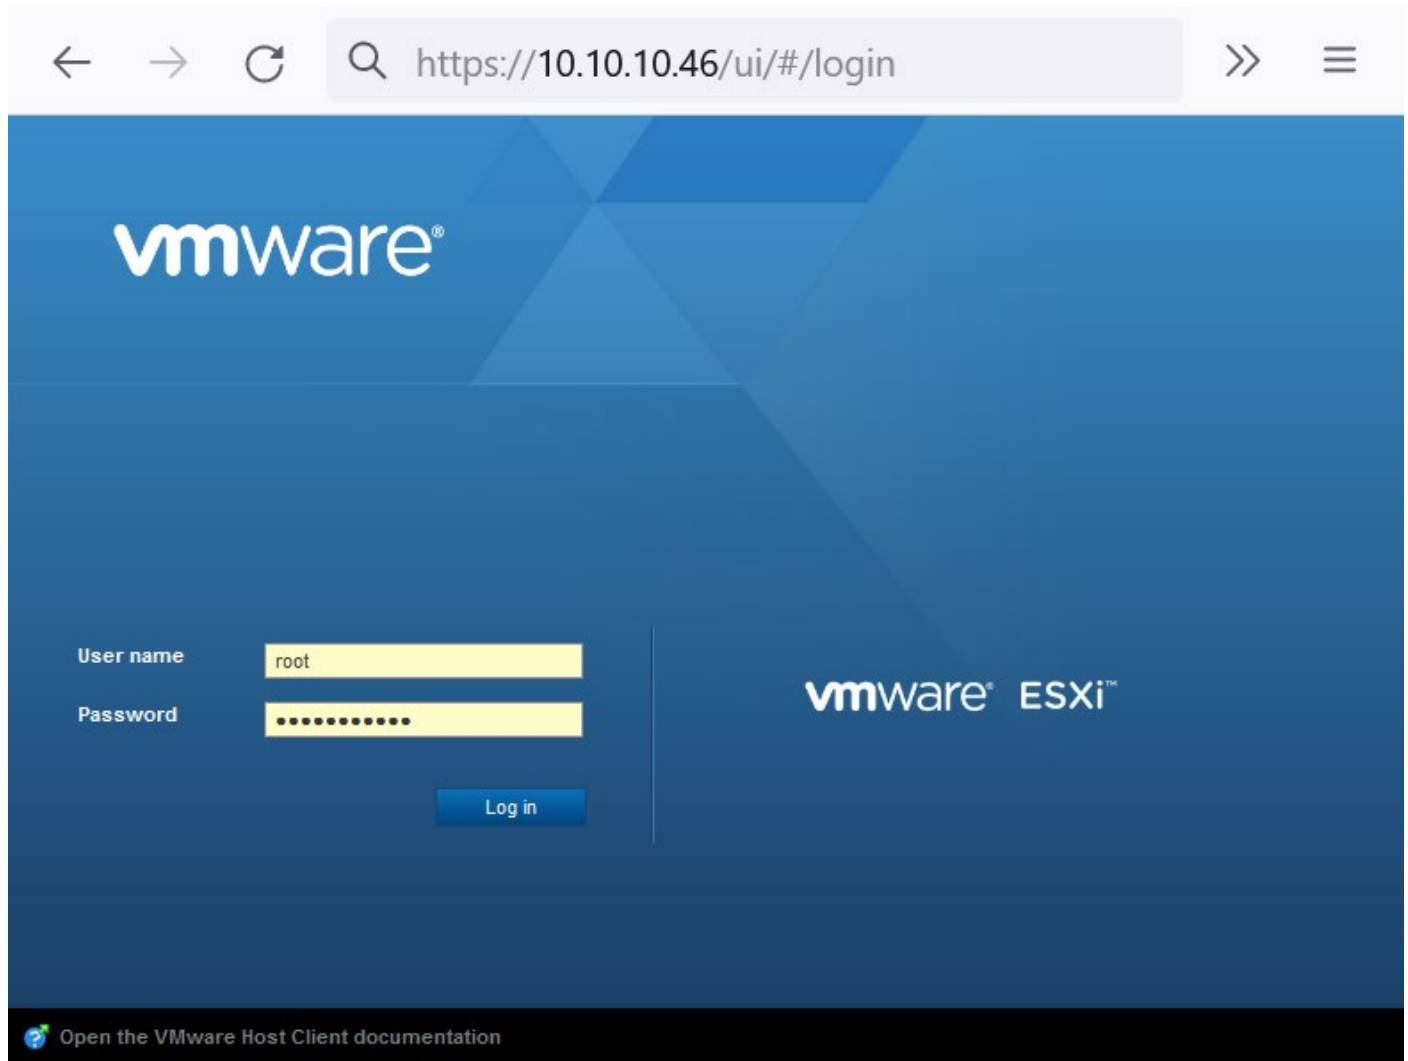 https://10.10.10.46/ui/#/login
vmware®
User name
root
Password
•••••••••••
vmware® ESXi™
Log in
Open the VMware Host Client documentation